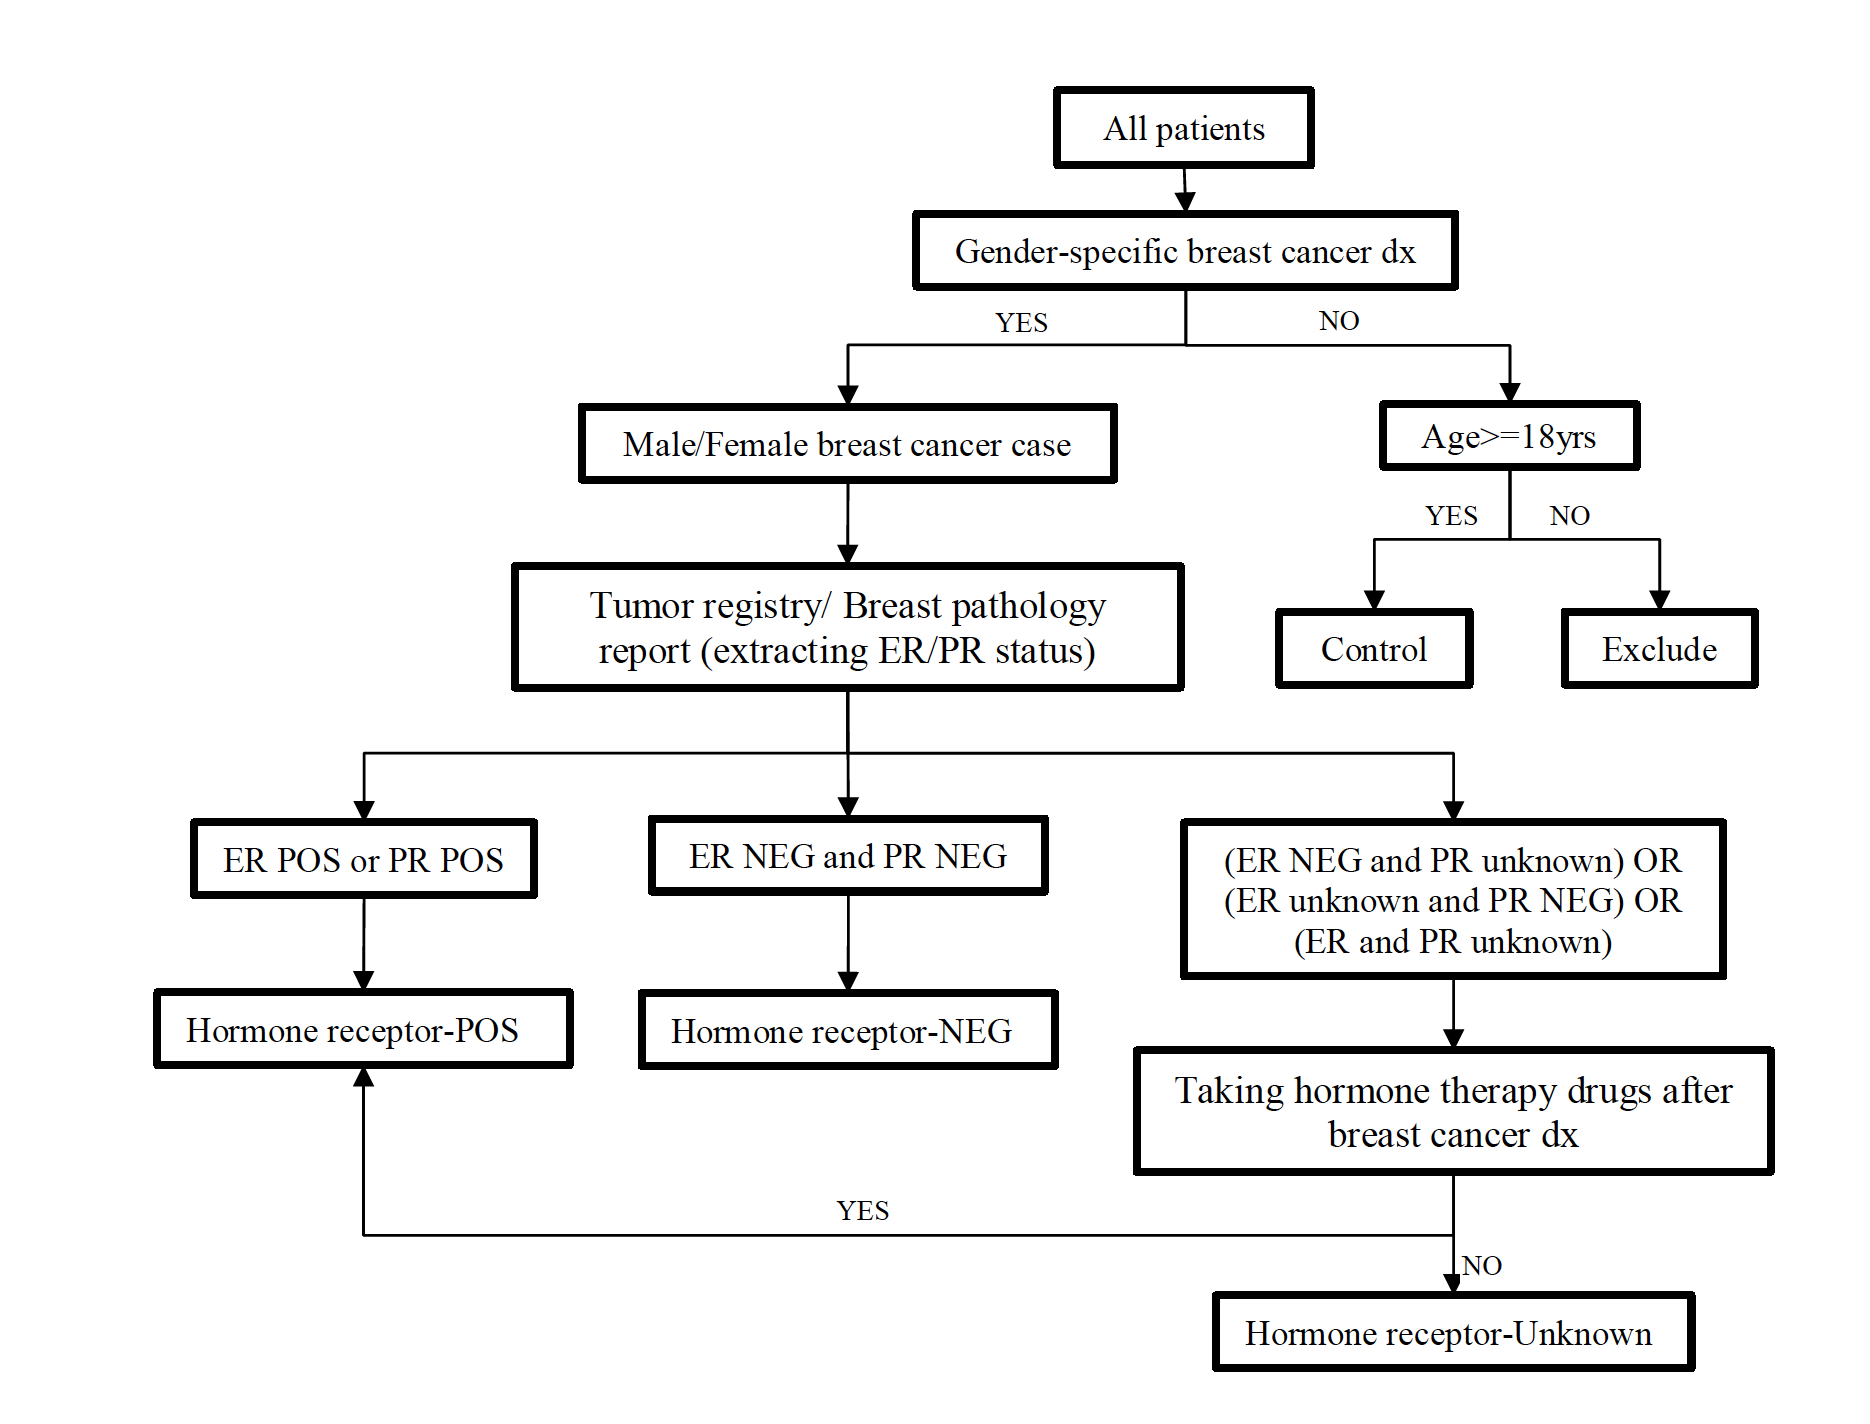 All patients
Gender-specific breast cancer dx
YES
NO
Male/Female breast cancer case
Age>=18yrs
YES
NO
Tumor registry/ Breast pathology
report (extracting ER/PR status)
Control
Exclude
ER POS or PR POS
ER NEG and PR NEG
(ER NEG and PR unknown) OR
(ER unknown and PR NEG) OR
(ER and PR unknown)
Hormone receptor-POS
Hormone receptor-NEG
Taking hormone therapy drugs after
breast cancer dx
YES
NO
Hormone receptor-Unknown